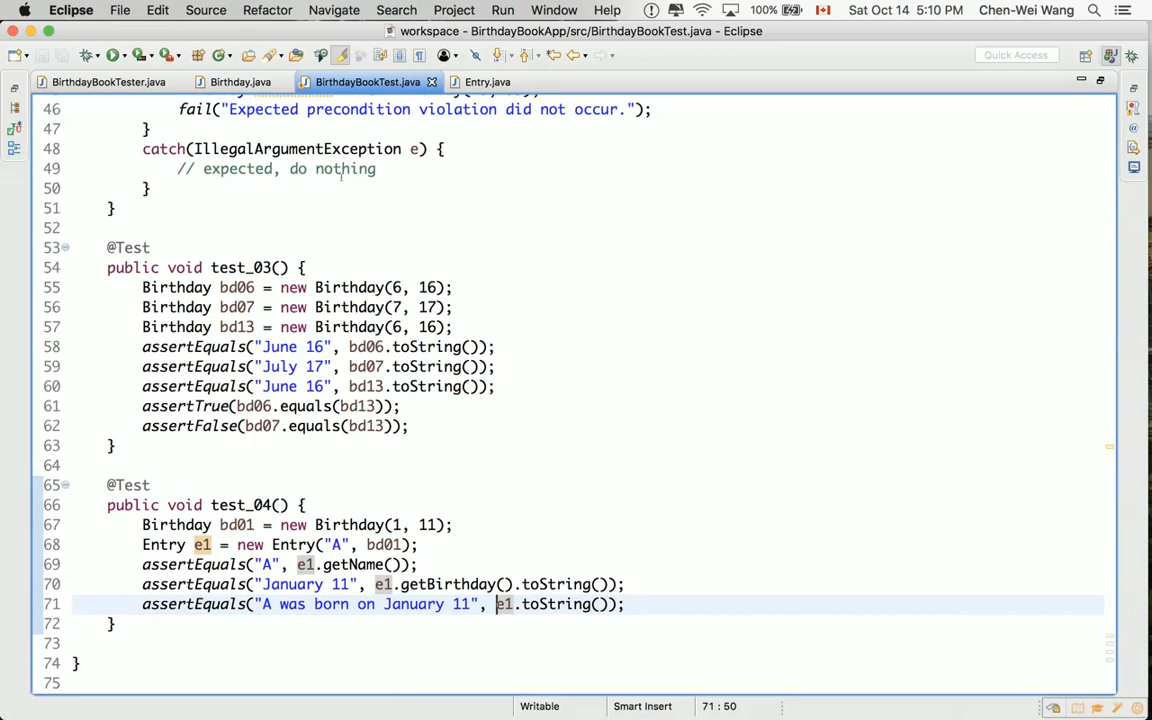 Eclipse File Edit Source Refactor Navigate Search Project Run Window Help 100% Sat Oct 14 5:10 PM Chen-Wei Wang
workspace - BirthdayBookApp/src/BirthdayBookTest.java - Eclipse
Quick Access
BirthdayBookTester.java Birthday.java BirthdayBookTest.java Entry.java
46 fail("Expected precondition violation did not occur.");
47 }
48 catch(IllegalArgumentException e) {
49 // expected, do nothing
50 }
51 }
52
53 @Test
54 public void test_03() {
55 Birthday bd06 = new Birthday(6, 16);
56 Birthday bd07 = new Birthday(7, 17);
57 Birthday bd13 = new Birthday(6, 16);
58 assertEquals("June 16", bd06.toString());
59 assertEquals("July 17", bd07.toString());
60 assertEquals("June 16", bd13.toString());
61 assertTrue(bd06.equals(bd13));
62 assertFalse(bd07.equals(bd13));
63 }
64
65 @Test
66 public void test_04() {
67 Birthday bd01 = new Birthday(1, 11);
68 Entry e1 = new Entry("A", bd01);
69 assertEquals("A", e1.getName());
70 assertEquals("January 11", e1.getBirthday().toString());
71 assertEquals("A was born on January 11", e1.toString());
72 }
73
74 }
75
Writable Smart Insert 71 : 50